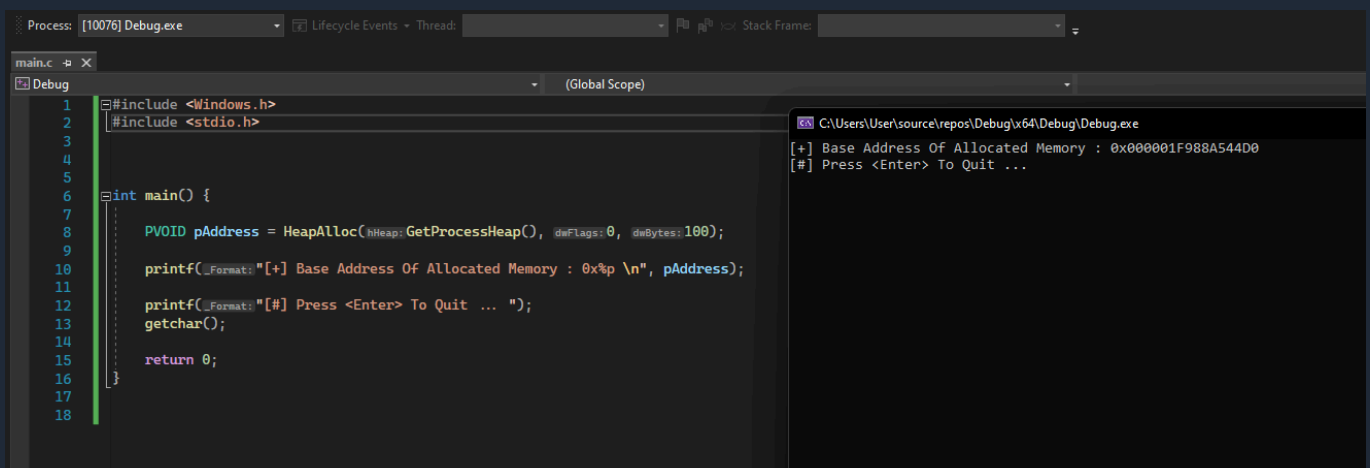 Process: [10076] Debug.exe Lifecycle Events Thread: Stack Frame:
main.c
Debug (Global Scope)
1 #include <Windows.h>
2 #include <stdio.h>
3
4
5
6 int main() {
7
8 PVOID pAddress = HeapAlloc(hHeap: GetProcessHeap(), dwFlags: 0, dwBytes: 100);
9
10 printf(_Format: "[+] Base Address Of Allocated Memory : 0x%p \n", pAddress);
11
12 printf(_Format: "[#] Press <Enter> To Quit ... ");
13 getchar();
14
15 return 0;
16 }
17
18
C:\Users\User\source\repos\Debug\x64\Debug\Debug.exe
[+] Base Address Of Allocated Memory : 0x000001F988A544D0
[#] Press <Enter> To Quit ...